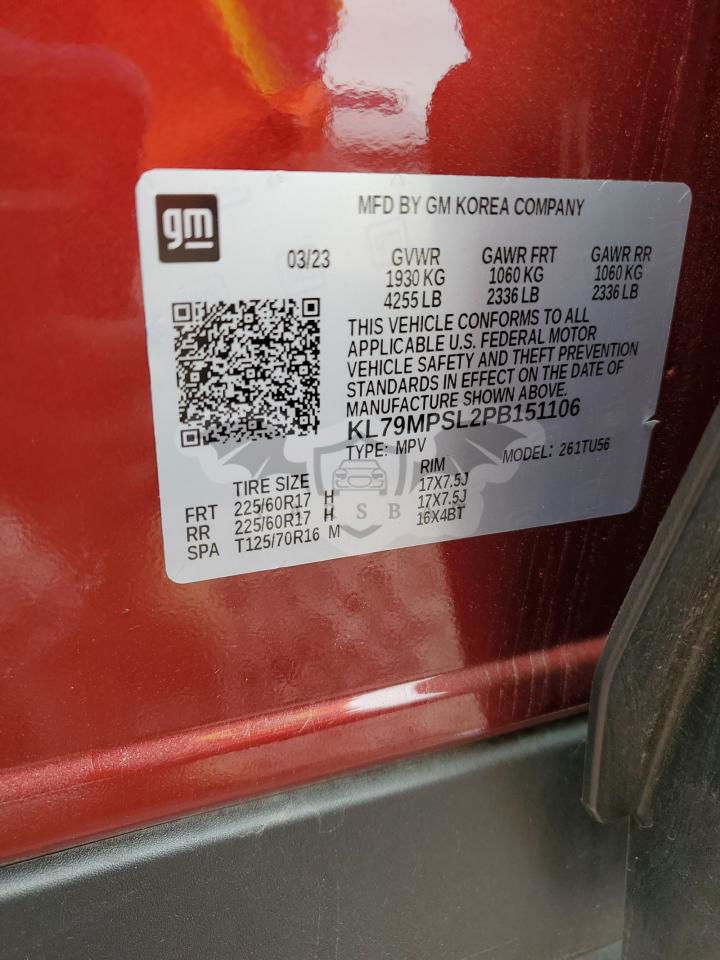 gm
MFD BY GM KOREA COMPANY
03/23 GVWR GAWR FRT GAWR RR
1930 KG 1060 KG 1060 KG
4255 LB 2336 LB 2336 LB
THIS VEHICLE CONFORMS TO ALL
APPLICABLE U.S. FEDERAL MOTOR
VEHICLE SAFETY AND THEFT PREVENTION
STANDARDS IN EFFECT ON THE DATE OF
MANUFACTURE SHOWN ABOVE.
KL79MPSL2PB151106
TYPE: MPV MODEL: 261TU56
TIRE SIZE RIM
FRT 225/60R17 H 17X7.5J
RR 225/60R17 H 17X7.5J
SPA T125/70R16 M 16X4BT